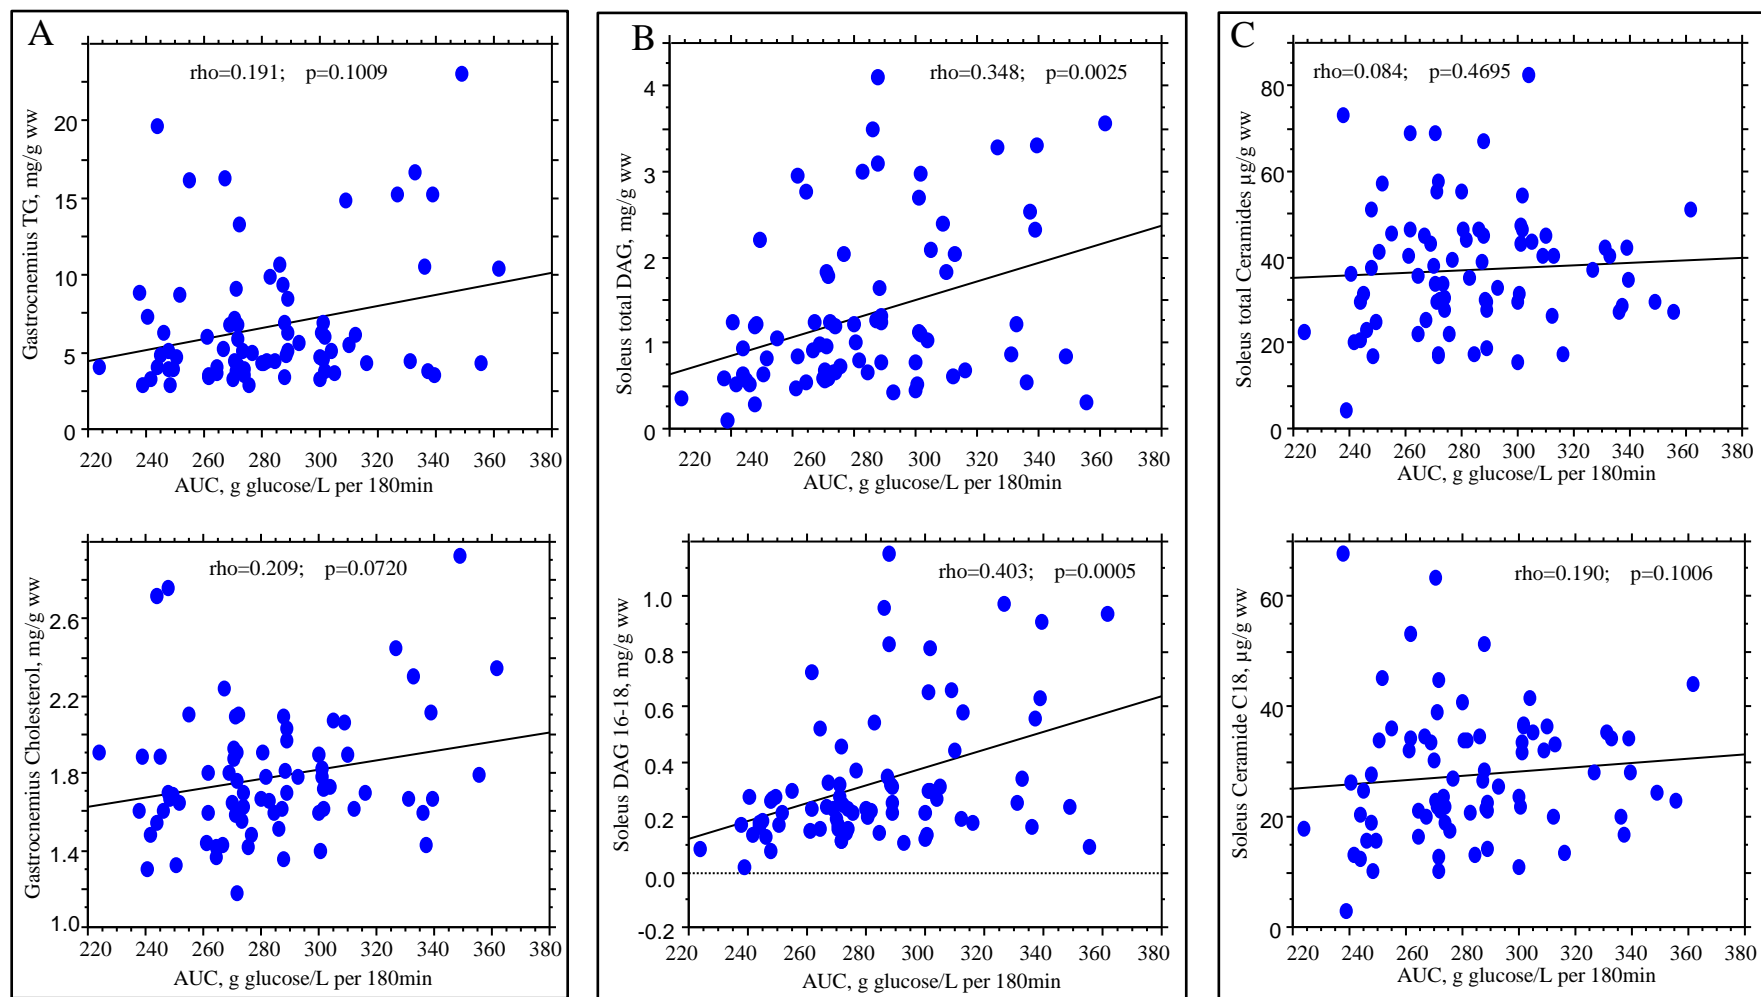 A
rho=0.191; p=0.1009
Gastrocnemius TG, mg/g ww
20
15
10
5
0
220 240 260 280 300 320 340 360 380
AUC, g glucose/L per 180min
rho=0.209; p=0.0720
Gastrocnemius Cholesterol, mg/g ww
2.6
2.2
1.8
1.4
1.0
220 240 260 280 300 320 340 360 380
AUC, g glucose/L per 180min
B
rho=0.348; p=0.0025
Soleus total DAG, mg/g ww
4
3
2
1
0
220 240 260 280 300 320 340 360 380
AUC, g glucose/L per 180min
rho=0.403; p=0.0005
Soleus DAG 16-18, mg/g ww
1.0
0.8
0.6
0.4
0.2
0.0
-0.2
220 240 260 280 300 320 340 360 380
AUC, g glucose/L per 180min
C
rho=0.084; p=0.4695
Soleus total Ceramides µg/g ww
80
60
40
20
0
220 240 260 280 300 320 340 360 380
AUC, g glucose/L per 180min
rho=0.190; p=0.1006
Soleus Ceramide C18, µg/g ww
60
40
20
0
220 240 260 280 300 320 340 360 380
AUC, g glucose/L per 180min